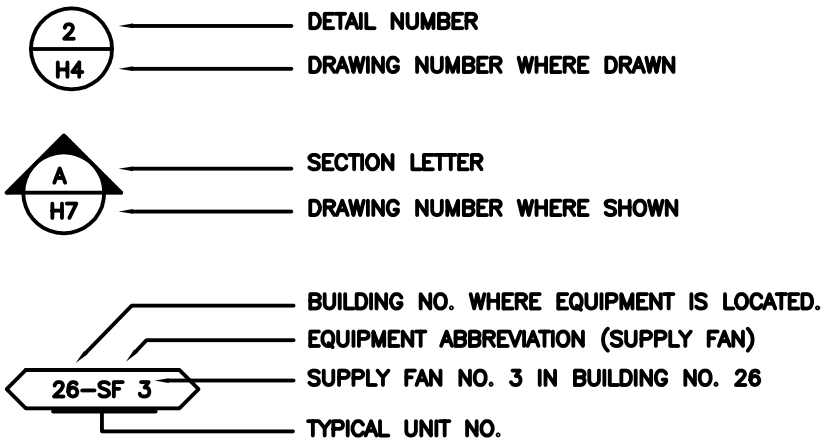 2
DETAIL NUMBER
H4
DRAWING NUMBER WHERE DRAWN
A
SECTION LETTER
H7
DRAWING NUMBER WHERE SHOWN
BUILDING NO. WHERE EQUIPMENT IS LOCATED.
EQUIPMENT ABBREVIATION (SUPPLY FAN)
26-SF 3
SUPPLY FAN NO. 3 IN BUILDING NO. 26
TYPICAL UNIT NO.